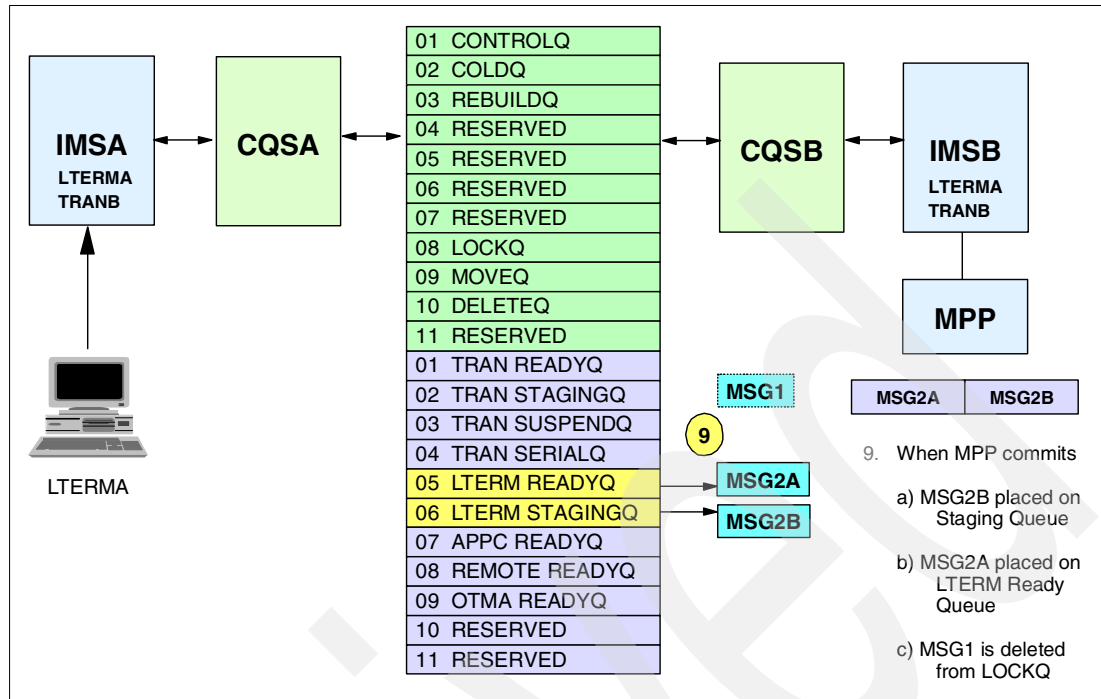 IMSA
LTERMA
TRANB
CQSA
LTERMA
01 CONTROLQ
02 COLDQ
03 REBUILDQ
04 RESERVED
05 RESERVED
06 RESERVED
07 RESERVED
08 LOCKQ
09 MOVEQ
10 DELETEQ
11 RESERVED
01 TRAN READYQ
02 TRAN STAGINGQ
03 TRAN SUSPENDQ
04 TRAN SERIALQ
05 LTERM READYQ
06 LTERM STAGINGQ
07 APPC READYQ
08 REMOTE READYQ
09 OTMA READYQ
10 RESERVED
11 RESERVED
CQSB
IMSB
LTERMA
TRANB
MPP
MSG1
9
MSG2A
MSG2B
MSG2A MSG2B
9. When MPP commits
a) MSG2B placed on
Staging Queue
b) MSG2A placed on
LTERM Ready
Queue
c) MSG1 is deleted
from LOCKQ